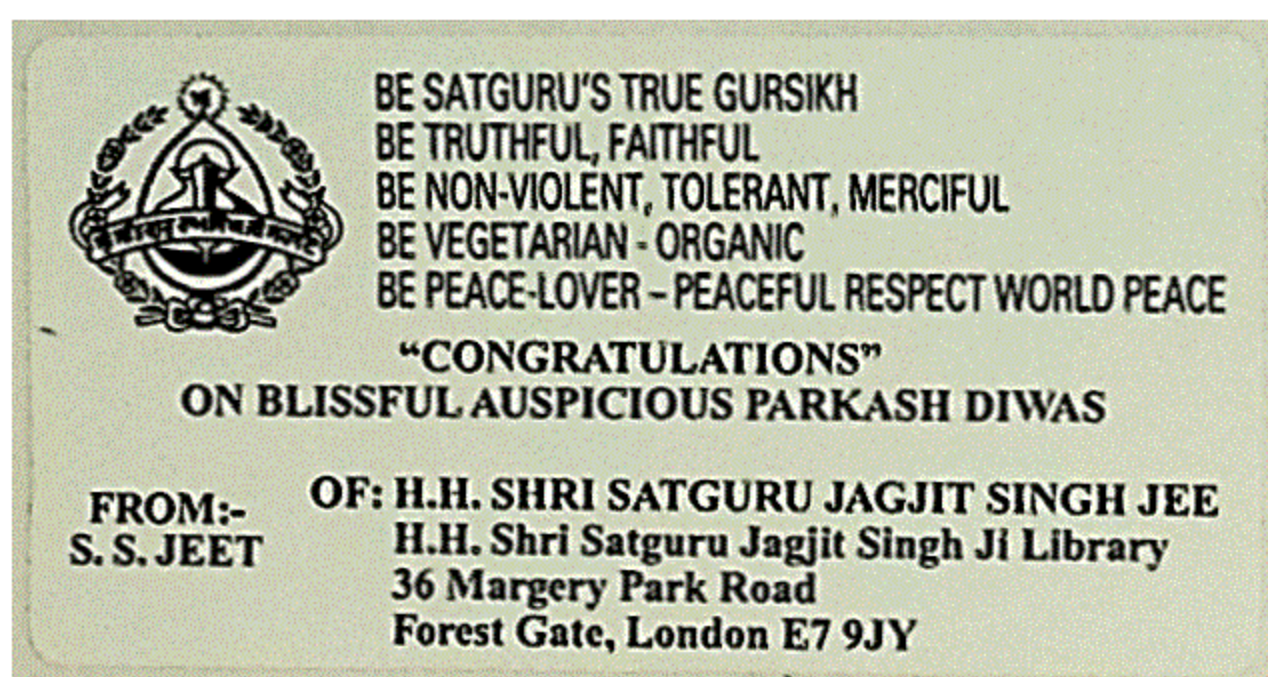 BE SATGURU'S TRUE GURSIKH
BE TRUTHFUL, FAITHFUL
BE NON-VIOLENT, TOLERANT, MERCIFUL
BE VEGETARIAN - ORGANIC
BE PEACE-LOVER – PEACEFUL RESPECT WORLD PEACE
“CONGRATULATIONS”
ON BLISSFUL AUSPICIOUS PARKASH DIWAS
FROM:-
S. S. JEET
OF: H.H. SHRI SATGURU JAGJIT SINGH JEE
H.H. Shri Satguru Jagjit Singh Ji Library
36 Margery Park Road
Forest Gate, London E7 9JY